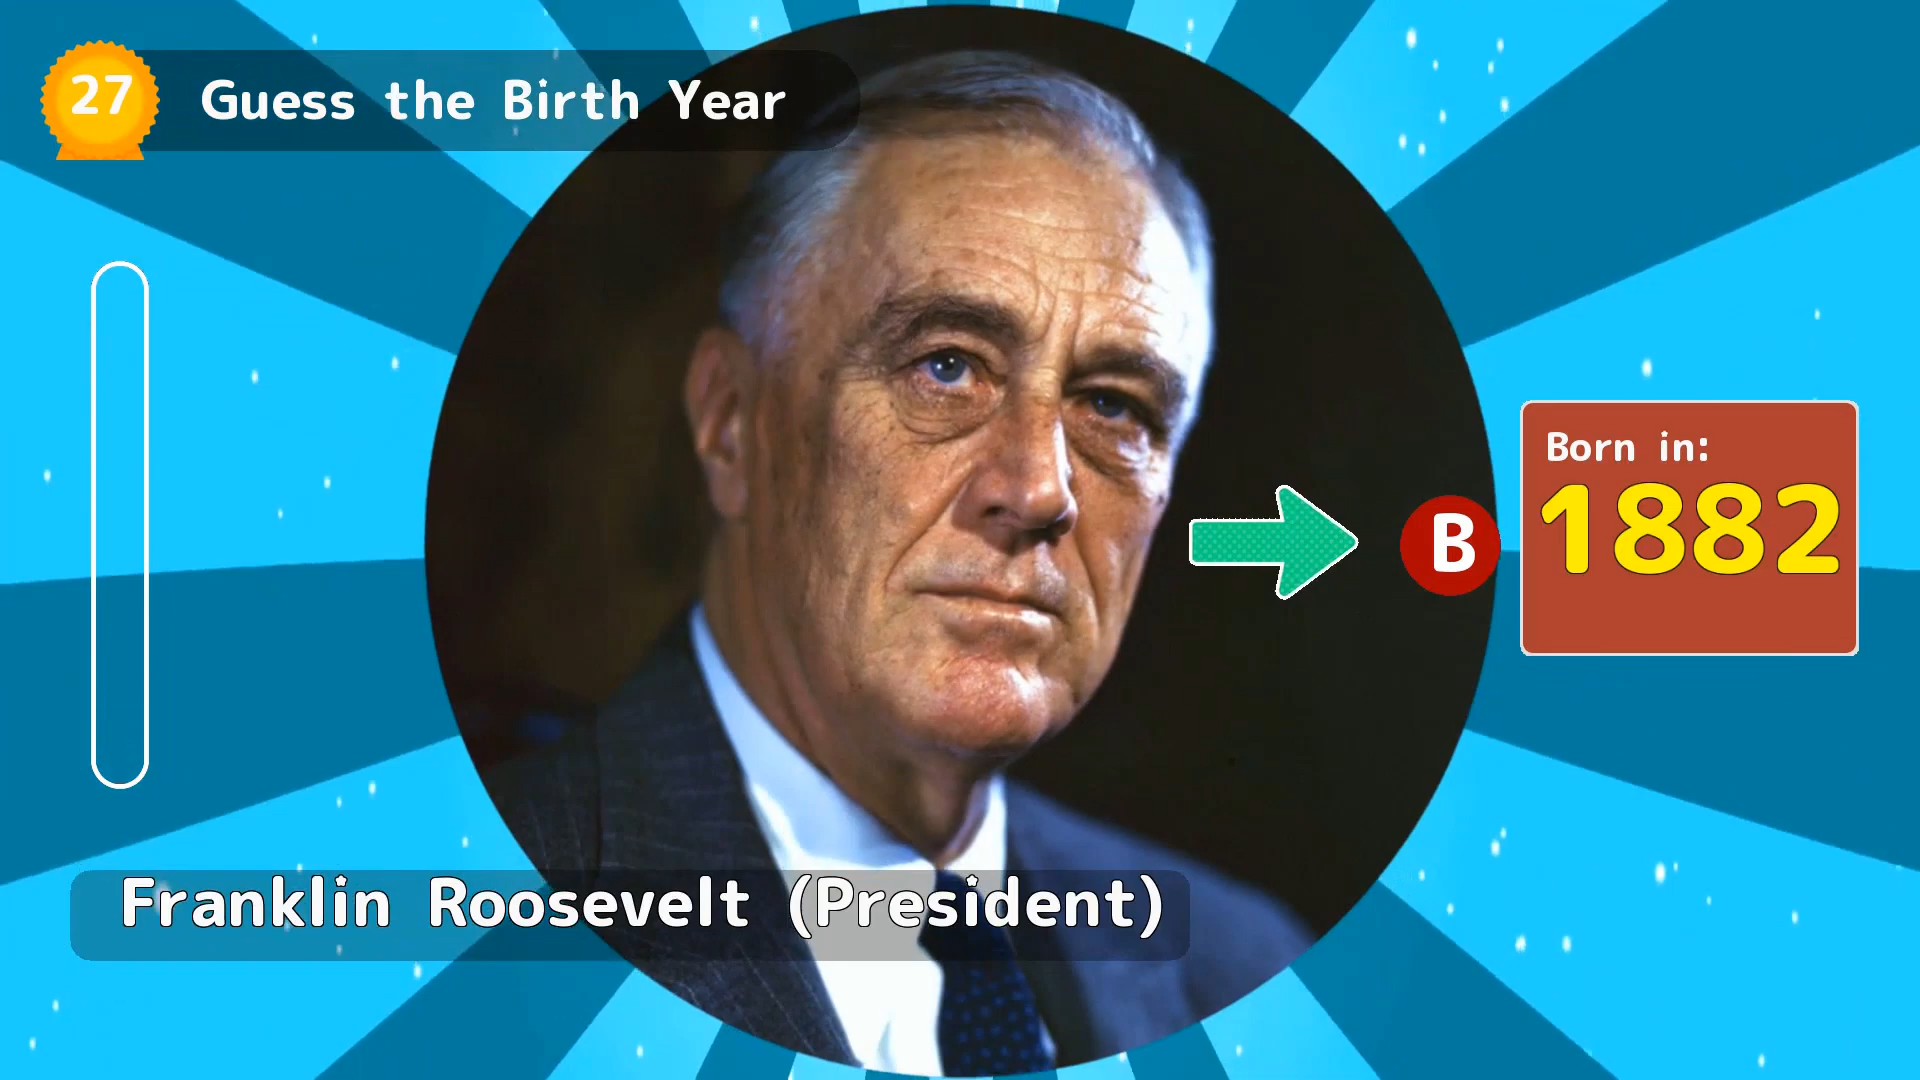 27
Guess the Birth Year
Born in:
1882
B
Franklin Roosevelt (President)